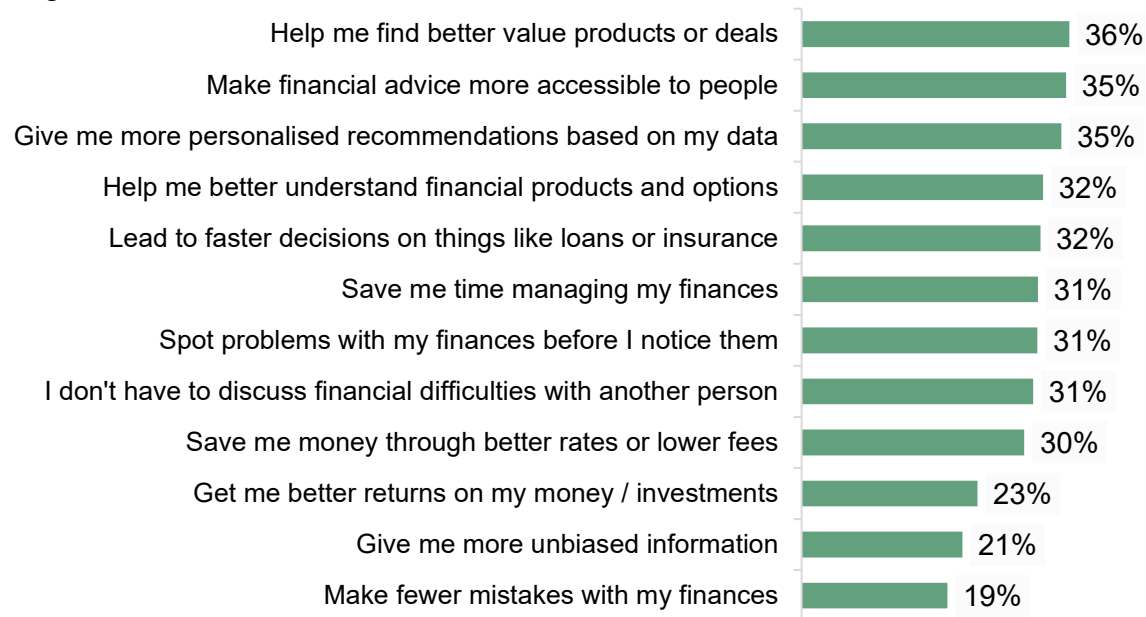 Help me find better value products or deals 36%
Make financial advice more accessible to people 35%
Give me more personalised recommendations based on my data 35%
Help me better understand financial products and options 32%
Lead to faster decisions on things like loans or insurance 32%
Save me time managing my finances 31%
Spot problems with my finances before I notice them 31%
I don't have to discuss financial difficulties with another person 31%
Save me money through better rates or lower fees 30%
Get me better returns on my money / investments 23%
Give me more unbiased information 21%
Make fewer mistakes with my finances 19%